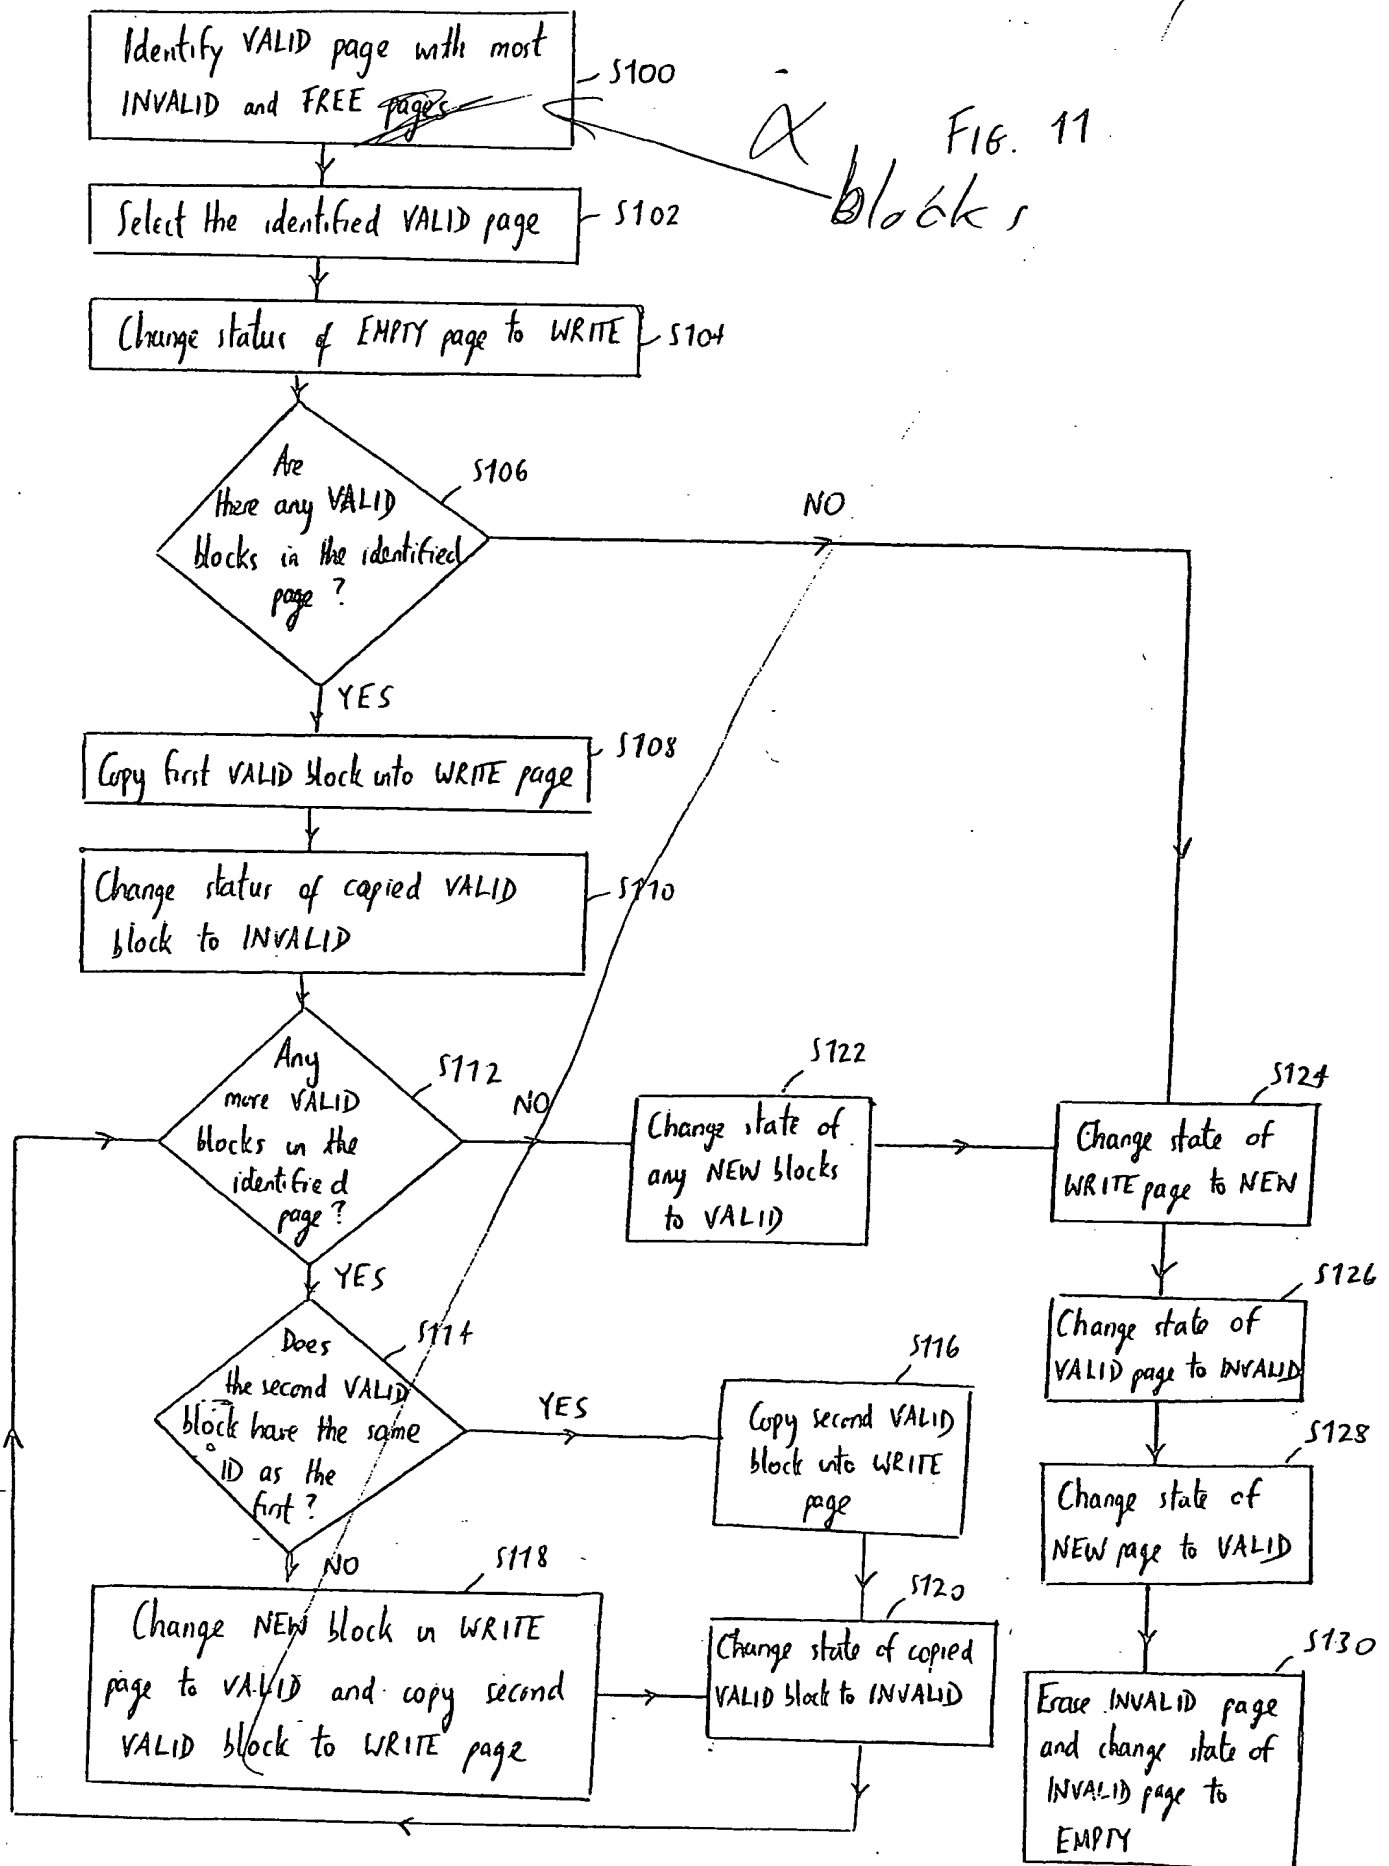 Identify VALID page with most
INVALID and FREE pages
S100
α
FIG. 11
blocks
Select the identified VALID page
S102
Change status of EMPTY page to WRITE
S104
Are
there any VALID
blocks in the identified
page?
S106
NO
YES
Copy first VALID block into WRITE page
S108
Change status of copied VALID
block to INVALID
S110
Any
more VALID
blocks in the
identified
page?
S112
NO
YES
Change state of
any NEW blocks
to VALID
S122
Change state of
WRITE page to NEW
S124
Change state of
VALID page to INVALID
S126
Does
the second VALID
block have the same
ID as the
first?
S114
YES
NO
Copy second VALID
block into WRITE
page
S116
Change state of
NEW page to VALID
S128
Change NEW block in WRITE
page to VALID and copy second
VALID block to WRITE page
S118
Change state of copied
VALID block to INVALID
S120
Erase INVALID page
and change state of
INVALID page to
EMPTY
S130